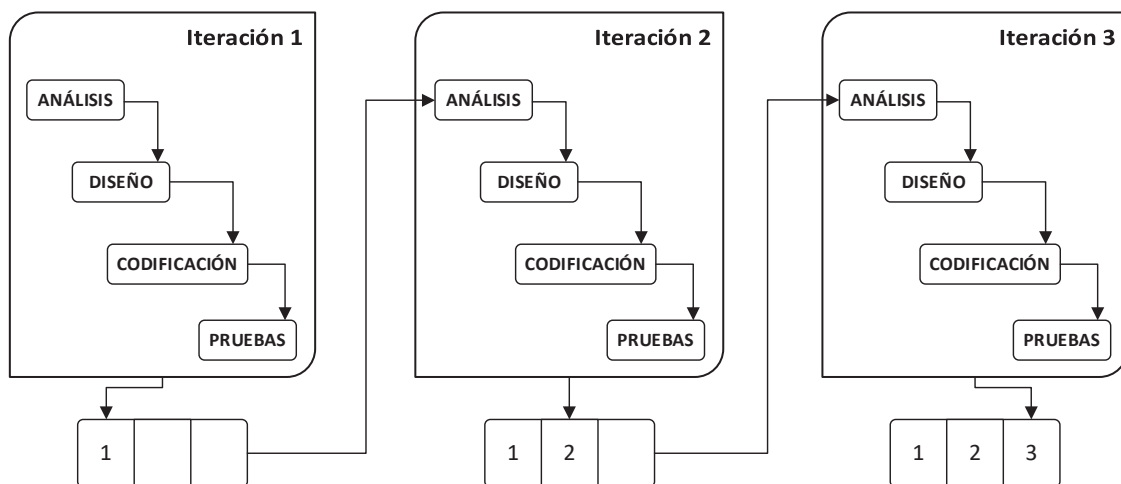 Iteración 1
ANÁLISIS
DISEÑO
CODIFICACIÓN
PRUEBAS
1
Iteración 2
ANÁLISIS
DISEÑO
CODIFICACIÓN
PRUEBAS
1 2
Iteración 3
ANÁLISIS
DISEÑO
CODIFICACIÓN
PRUEBAS
1 2 3